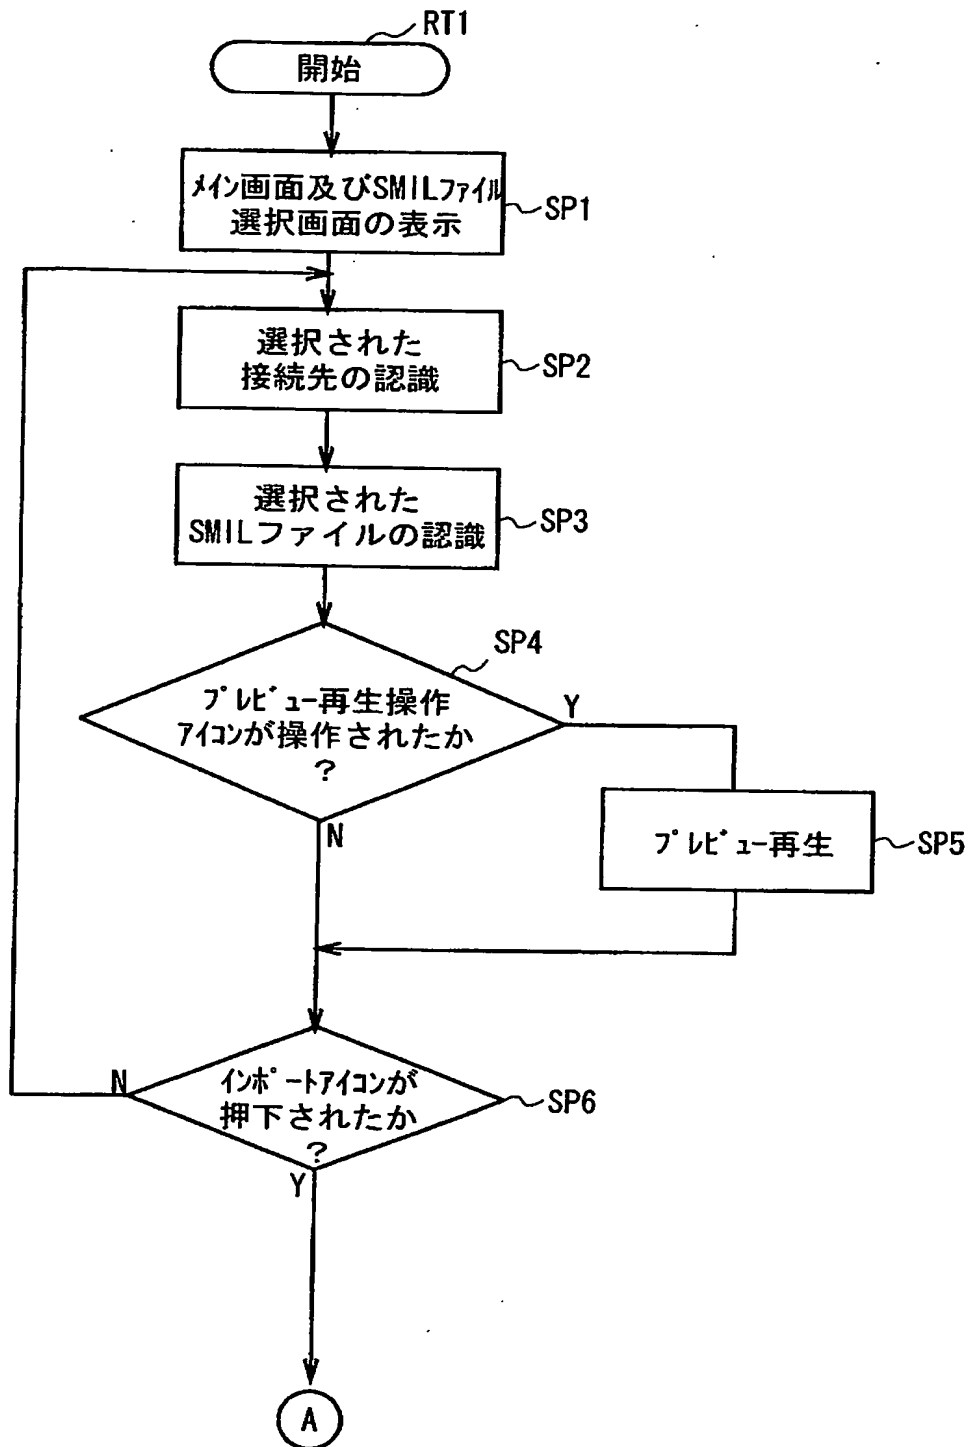 RT1
開始
メイン画面及びSMILファイル
選択画面の表示
SP1
選択された
接続先の認識
SP2
選択された
SMILファイルの認識
SP3
SP4
プレビュー再生操作
アイコンが操作されたか
?
Y
N
プレビュー再生
SP5
インポートアイコンが
押下されたか
?
N
SP6
Y
A